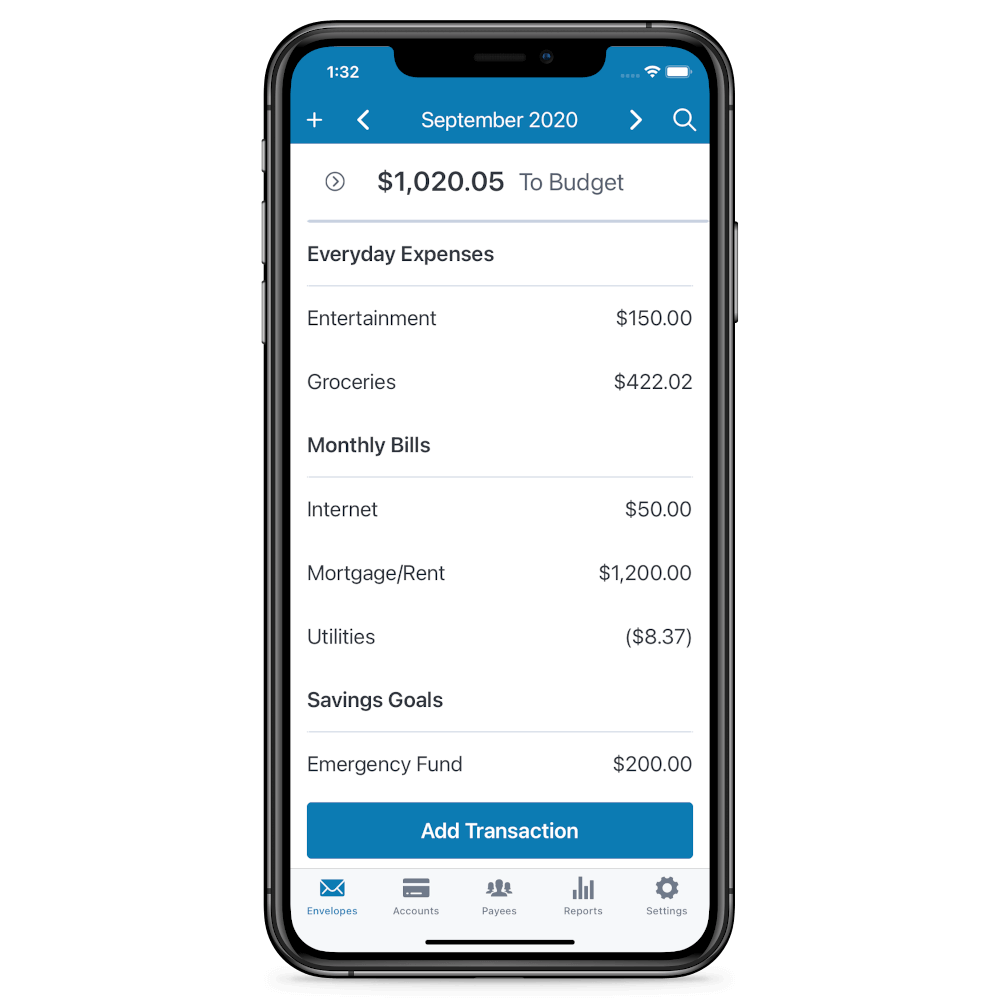 1:32
September 2020
$1,020.05 To Budget
Everyday Expenses
Entertainment $150.00
Groceries $422.02
Monthly Bills
Internet $50.00
Mortgage/Rent $1,200.00
Utilities ($8.37)
Savings Goals
Emergency Fund $200.00
Add Transaction
Envelopes Accounts Payees Reports Settings